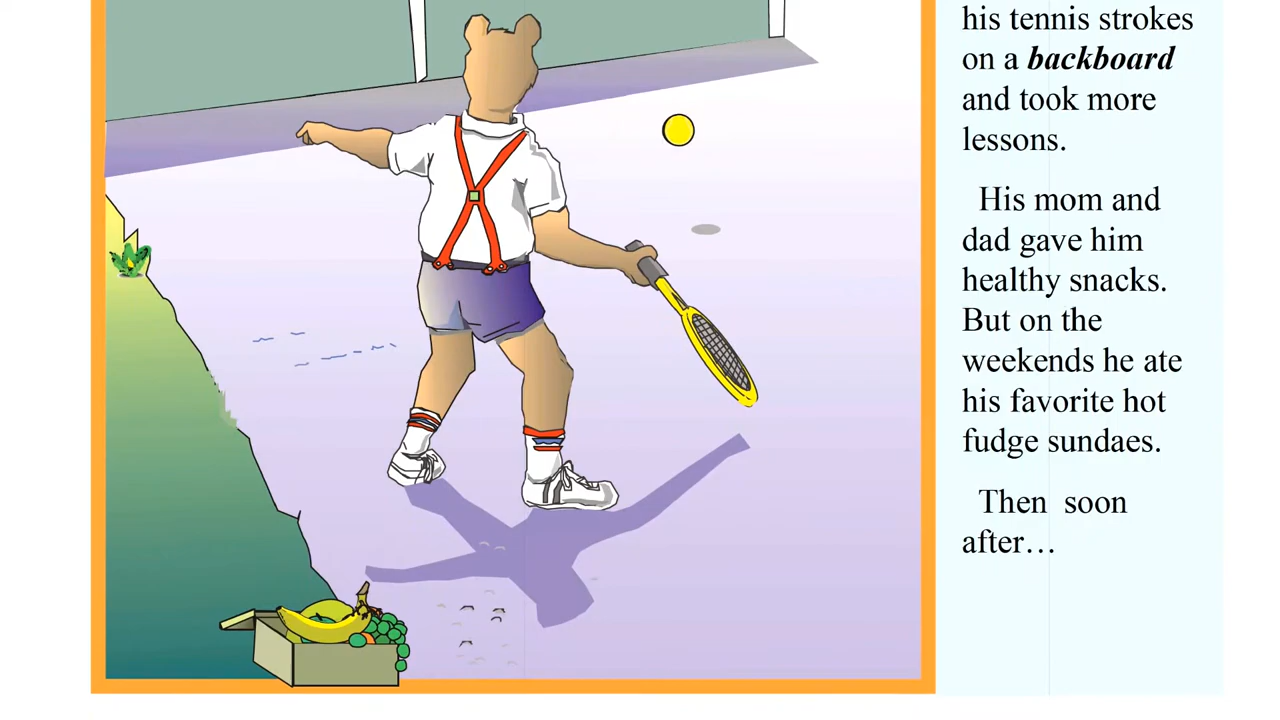 his tennis strokes
on a backboard
and took more
lessons.
His mom and
dad gave him
healthy snacks.
But on the
weekends he ate
his favorite hot
fudge sundaes.
Then soon
after…